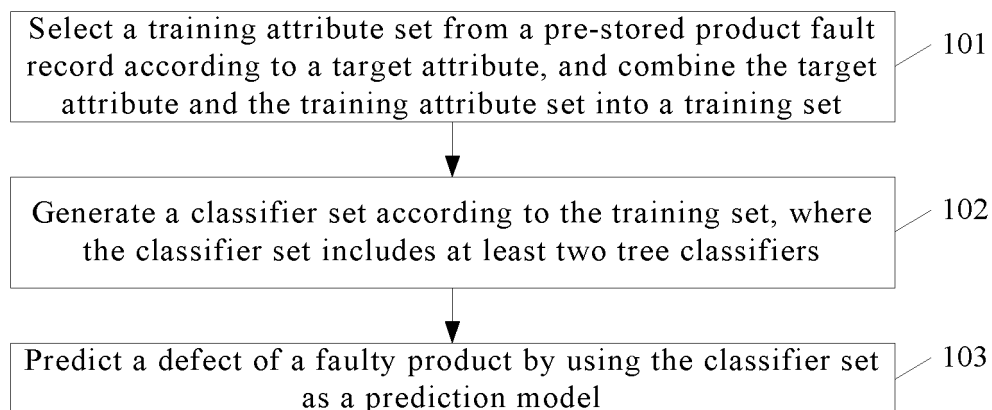 Select a training attribute set from a pre-stored product fault
record according to a target attribute, and combine the target
attribute and the training attribute set into a training set
101
Generate a classifier set according to the training set, where
the classifier set includes at least two tree classifiers
102
Predict a defect of a faulty product by using the classifier set
as a prediction model
103